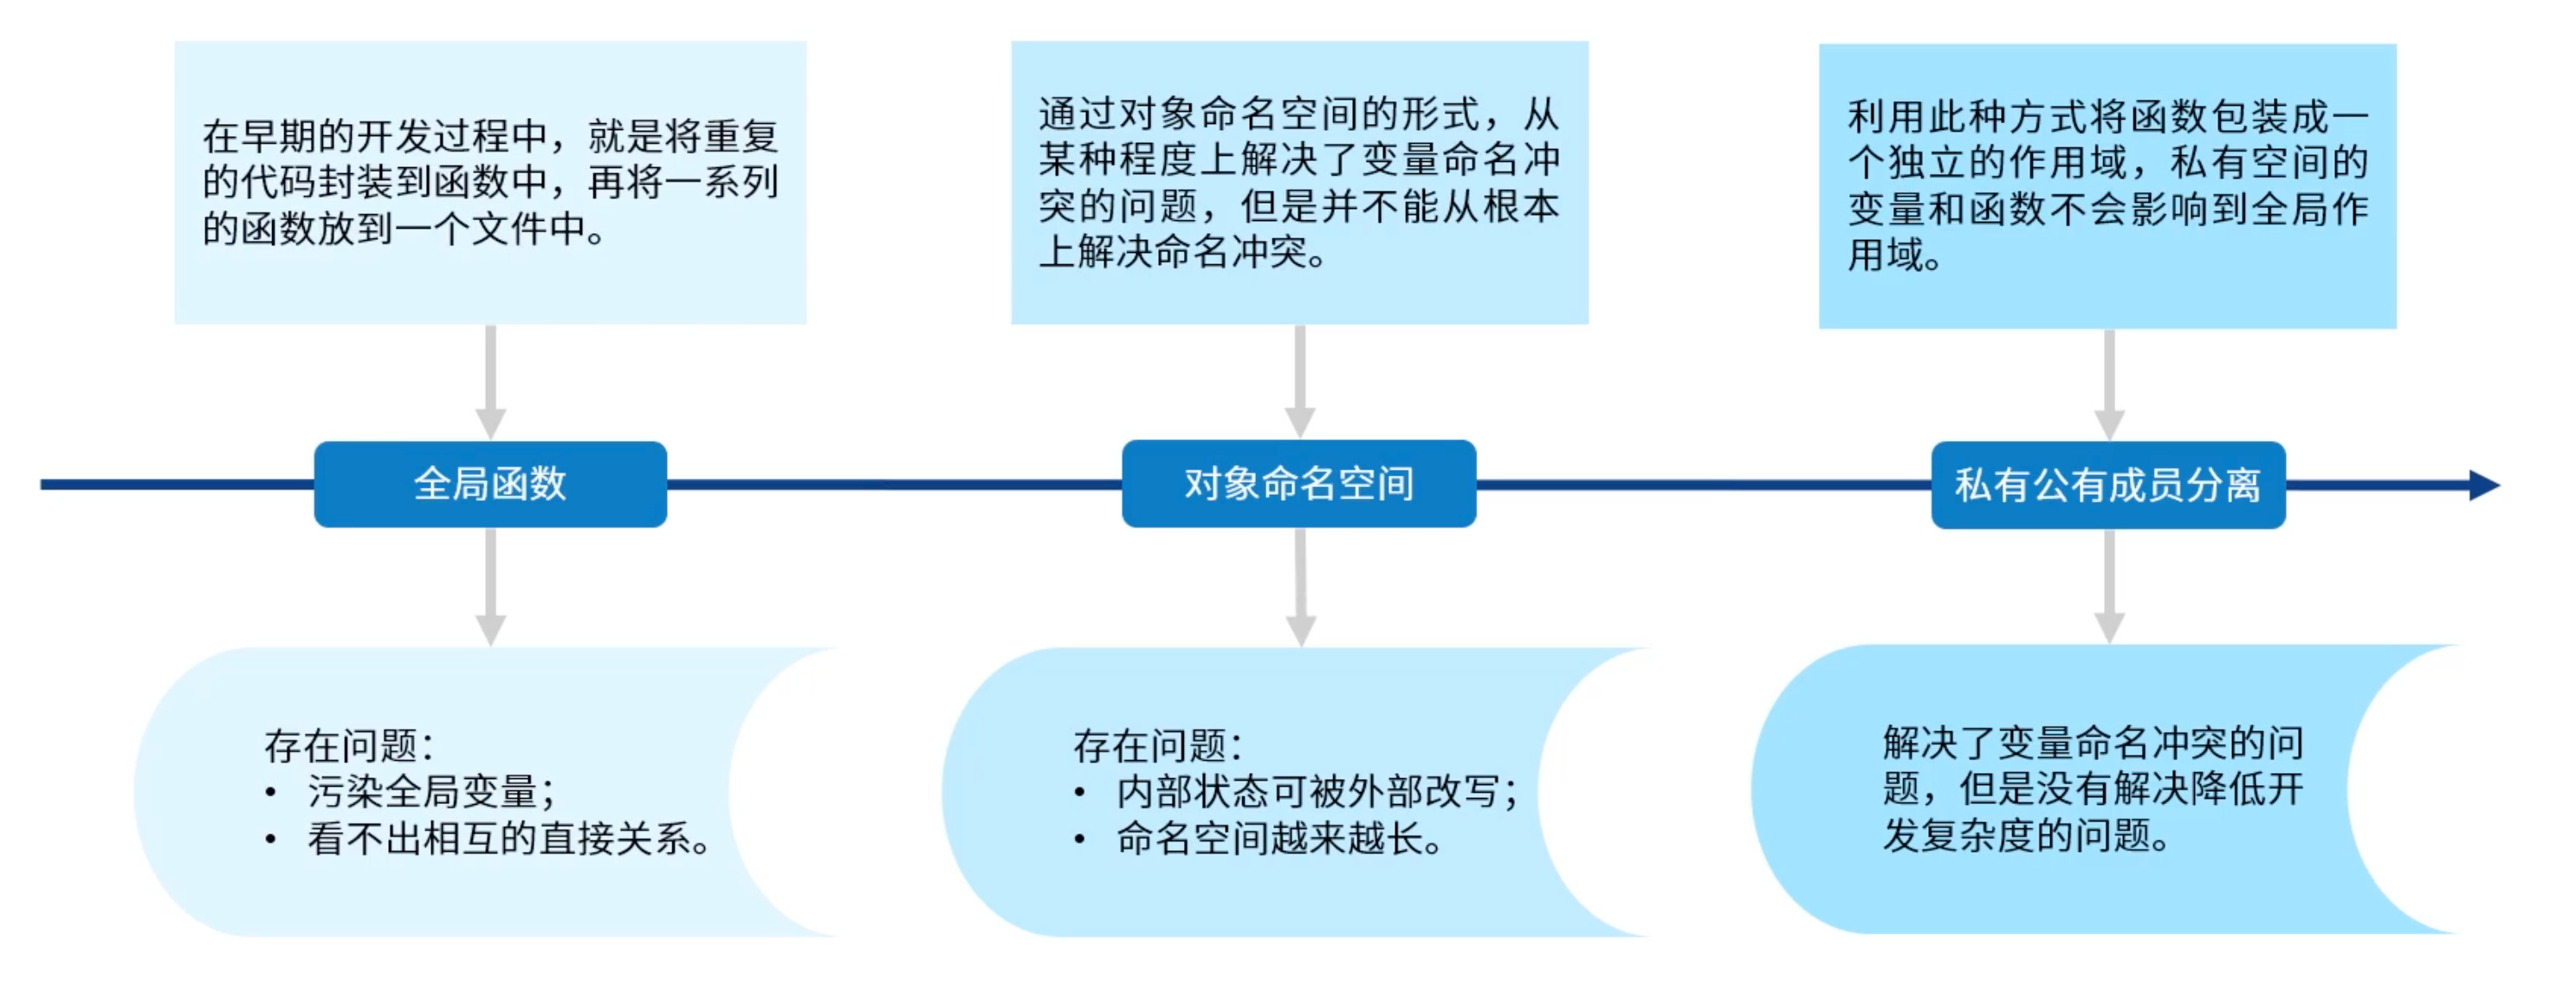 在早期的开发过程中，就是将重复
的代码封装到函数中，再将一系列
的函数放到一个文件中。
通过对象命名空间的形式，从
某种程度上解决了变量命名冲
突的问题，但是并不能从根本
上解决命名冲突。
利用此种方式将函数包装成一
个独立的作用域，私有空间的
变量和函数不会影响到全局作
用域。
全局函数
对象命名空间
私有公有成员分离
存在问题：
• 污染全局变量；
• 看不出相互的直接关系。
存在问题：
• 内部状态可被外部改写；
• 命名空间越来越长。
解决了变量命名冲突的问
题，但是没有解决降低开
发复杂度的问题。